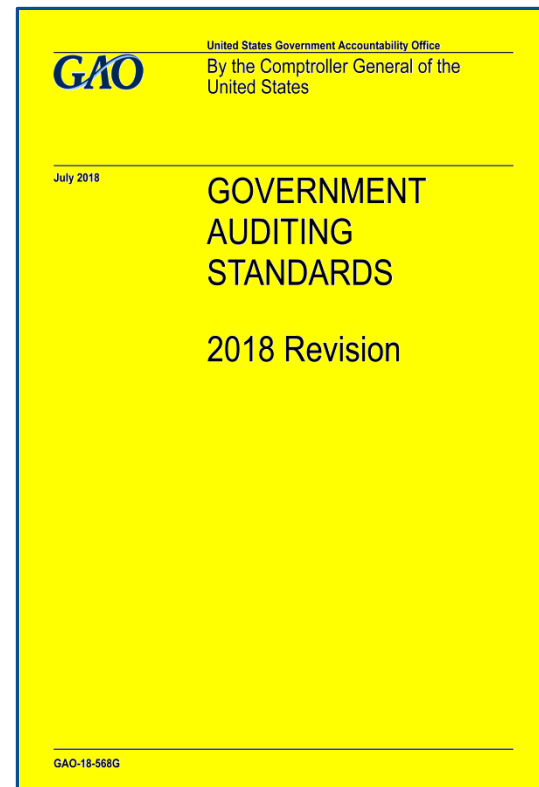 United States Government Accountability Office
GAO
By the Comptroller General of the
United States
July 2018
GOVERNMENT
AUDITING
STANDARDS
2018 Revision
GAO-18-568G